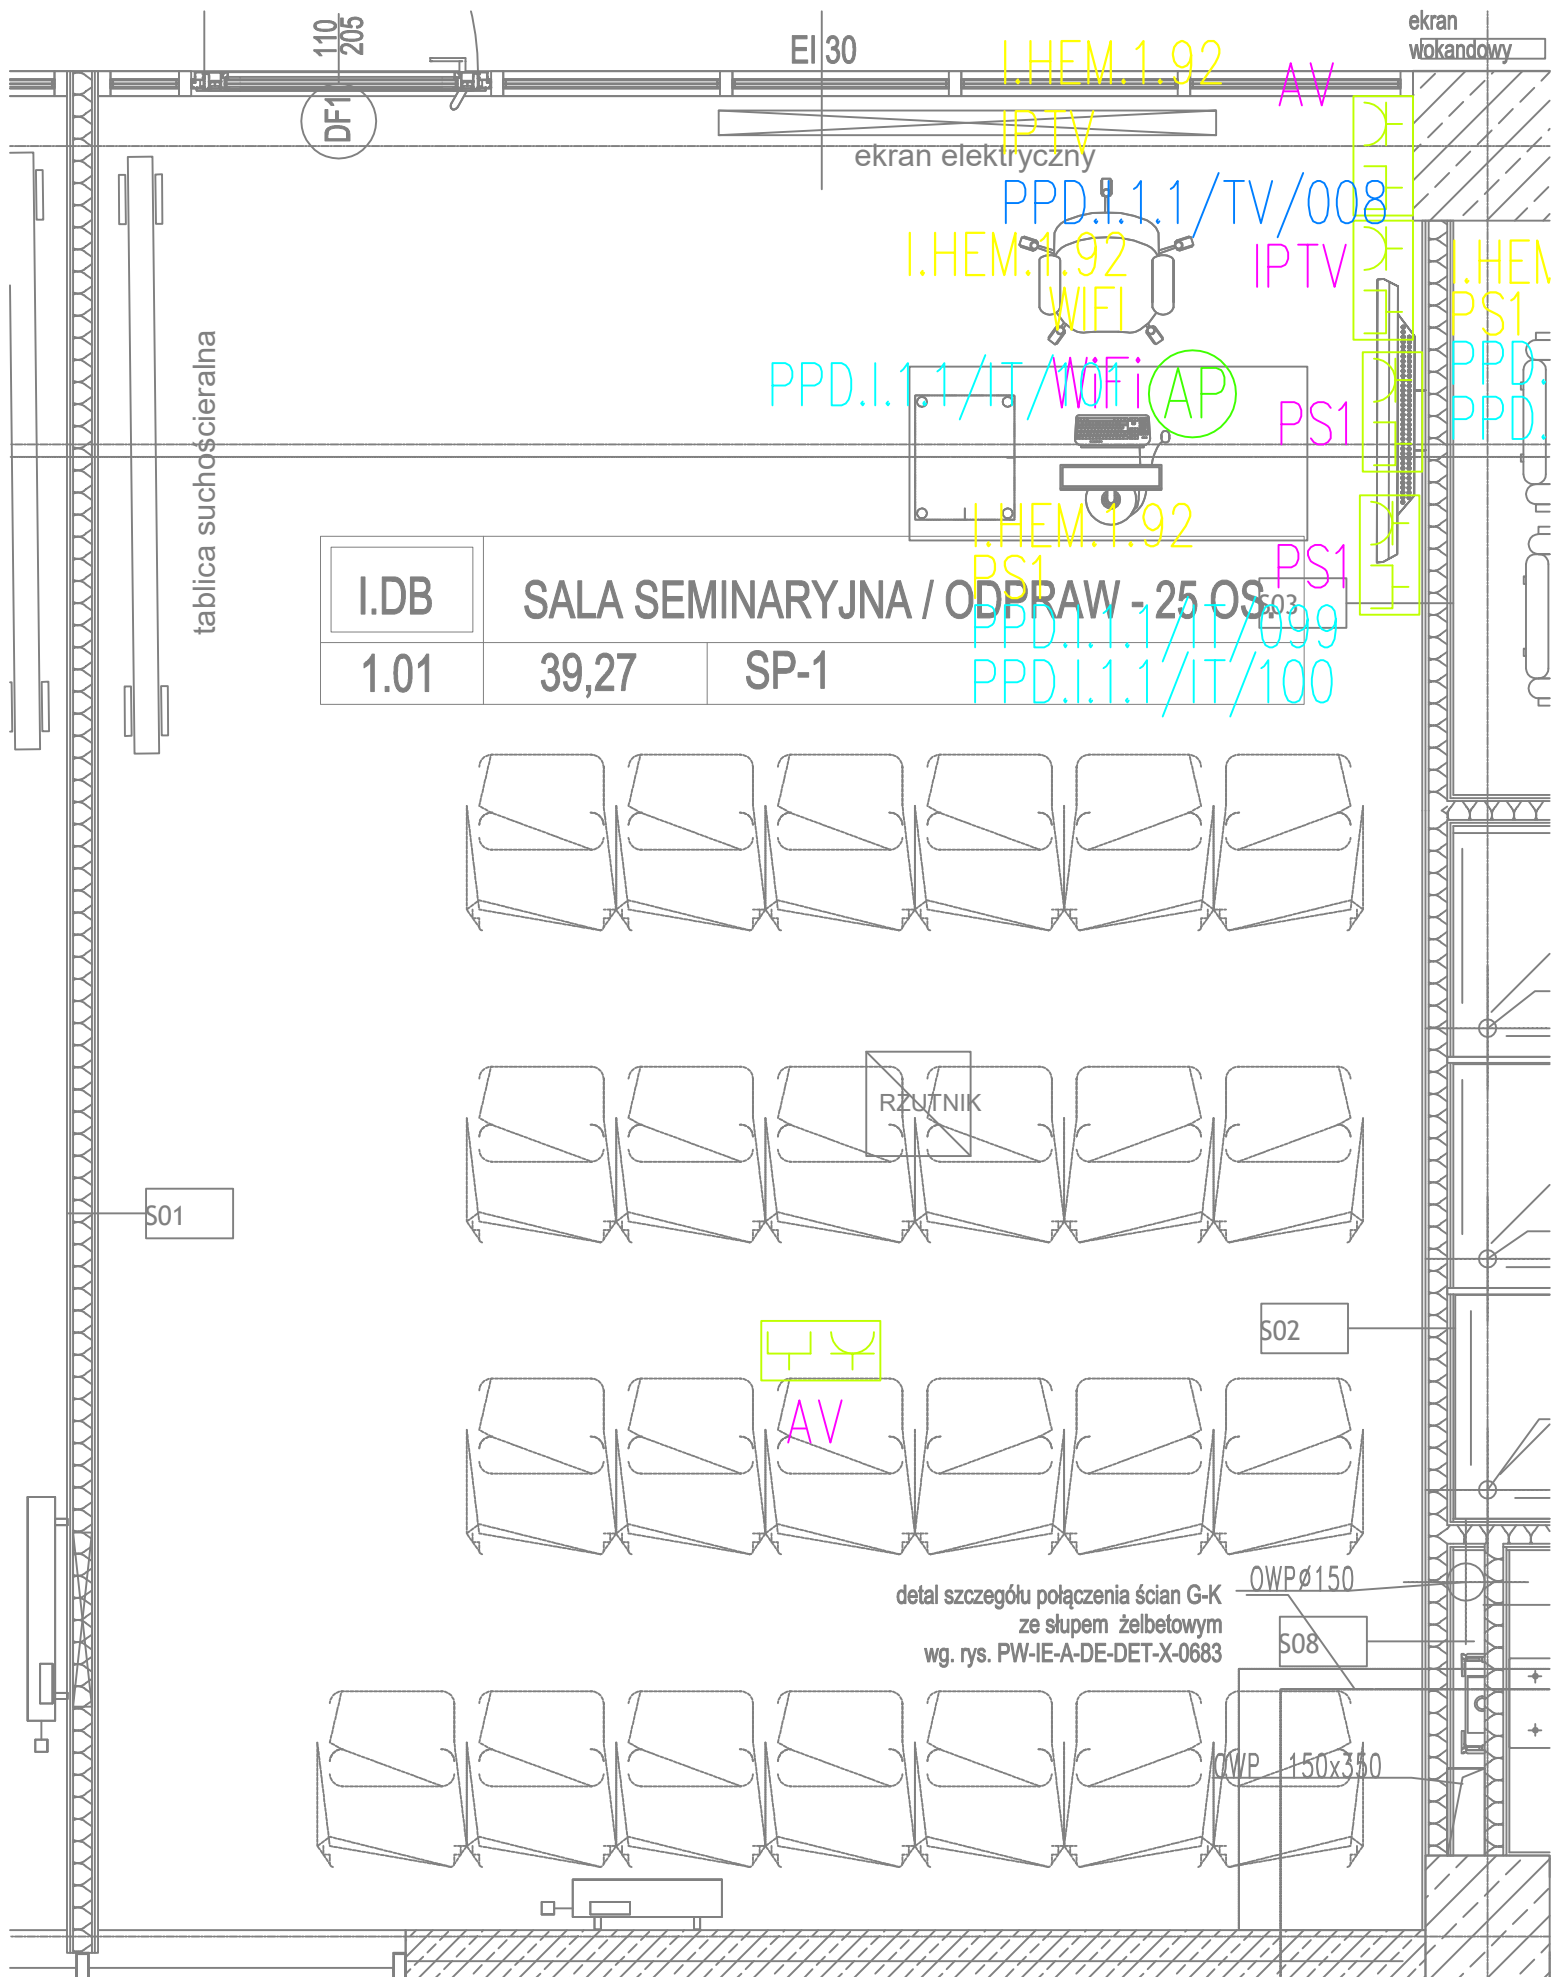 110
205
EI 30
ekran
wokandowy
I.HEM.1.92
AV
DF1
IPTV
ekran elektryczny
PPD.I.1.1/TV/008
I.HEM.1.92
IPTV
WIFI
PS1
PPD.I.1.1/IT/101
WiFi
AP
PS1
tablica suchościeralna
I.HEM.1.92
PS1
PS1
I.DB
SALA SEMINARYJNA / ODPRAW - 25 OS.
S03
PPD.I.1.1/IT/099
1.01
39,27
SP-1
PPD.I.1.1/IT/100
RZUTNIK
S01
S02
AV
detal szczegółu połączenia ścian G-K
ze słupem żelbetowym
wg. rys. PW-IE-A-DE-DET-X-0683
OWPø150
S08
OWP 150x350